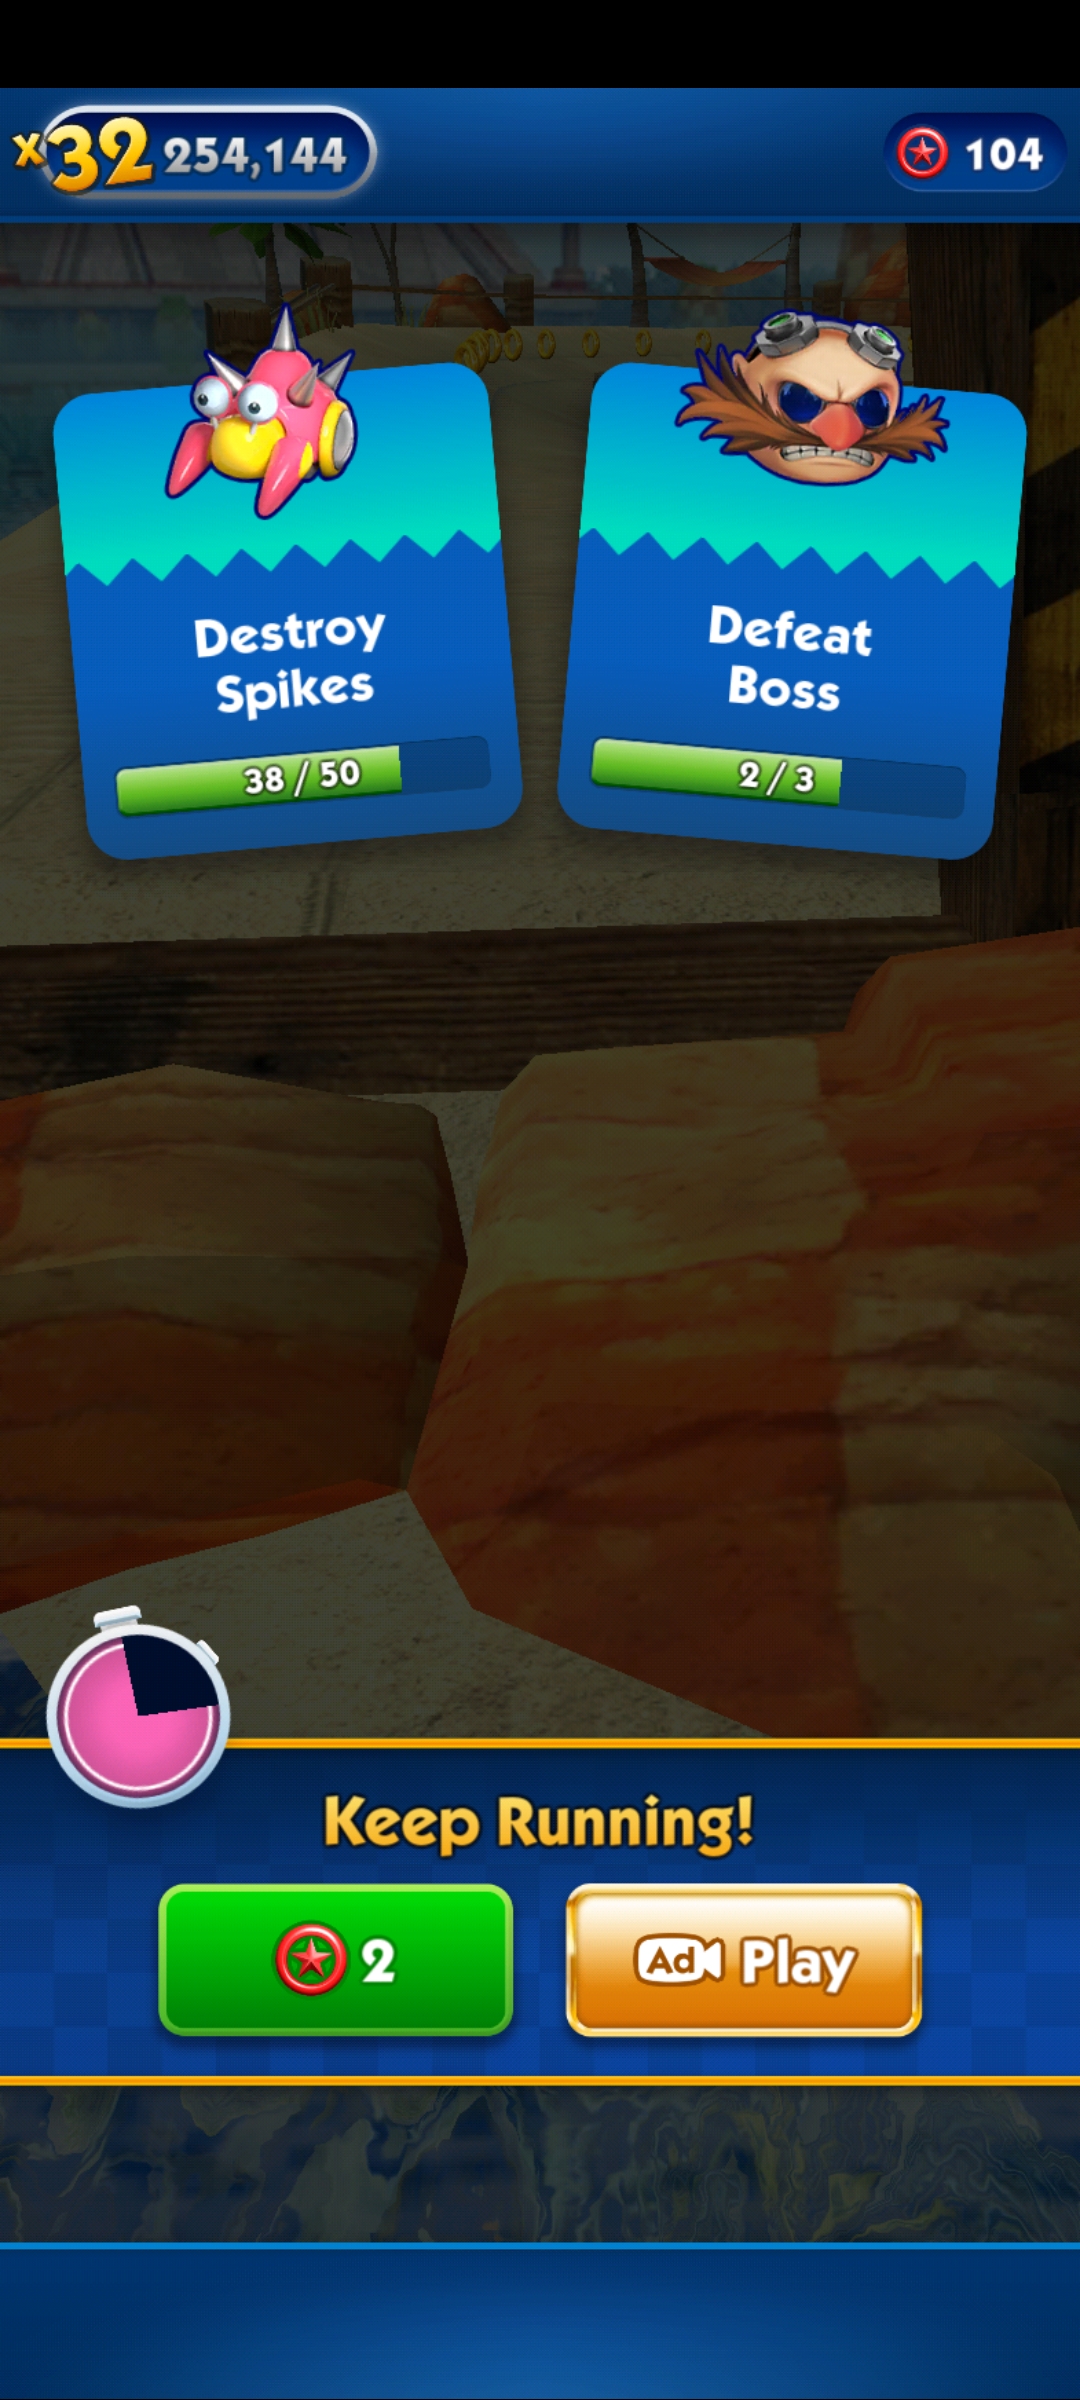 x32 254,144
104
Destroy
Spikes
38 / 50
Defeat
Boss
2 / 3
Keep Running!
2
Ad Play